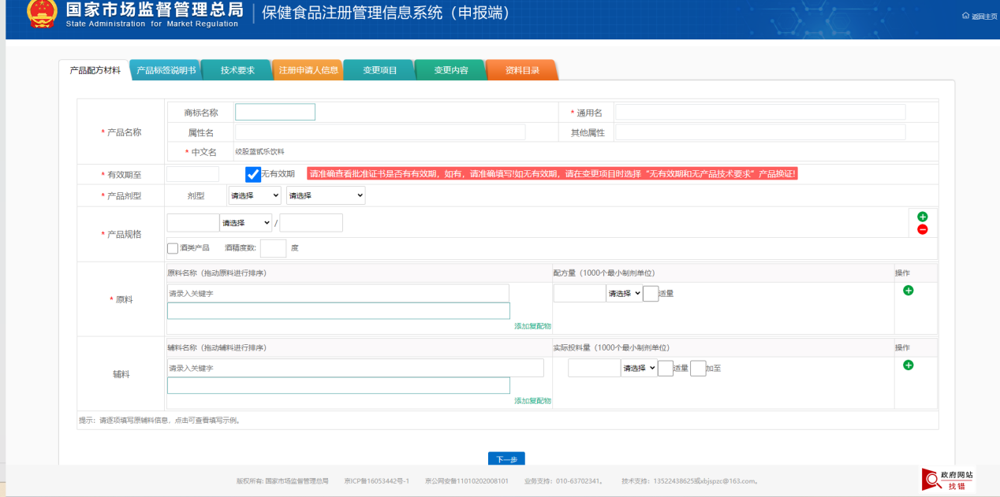 国家市场监督管理总局
State Administration for Market Regulation
保健食品注册管理信息系统（申报端）
返回主页
产品配方材料 产品标签说明书 技术要求 注册申请人信息 变更项目 变更内容 资料目录
* 产品名称
商标名称 * 通用名
属性名 其他属性
* 中文名 绞股蓝贰乐饮料
* 有效期至 无有效期 请准确查看批准证书是否有有效期，如有，请准确填写!如无有效期，请在变更项目时选择“无有效期和无产品技术要求”产品换证!
* 产品剂型 剂型 请选择 请选择
* 产品规格
请选择 /
酒类产品 酒精度数: 度
* 原料
原料名称（拖动原料进行排序） 配方量（1000个最小制剂单位） 操作
请录入关键字 请选择 适量
添加复配物
辅料
辅料名称（拖动辅料进行排序） 实际投料量（1000个最小制剂单位） 操作
请录入关键字 请选择 适量 加至
添加复配物
提示：请逐项填写原辅料信息，点击可查看填写示例。
下一步
版权所有: 国家市场监督管理总局 京ICP备16053442号-1 京公网安备11010202008101 业务支持：010-63702341。 技术支持：13522438625或xbjspzc@163.com。
政府网站
找错